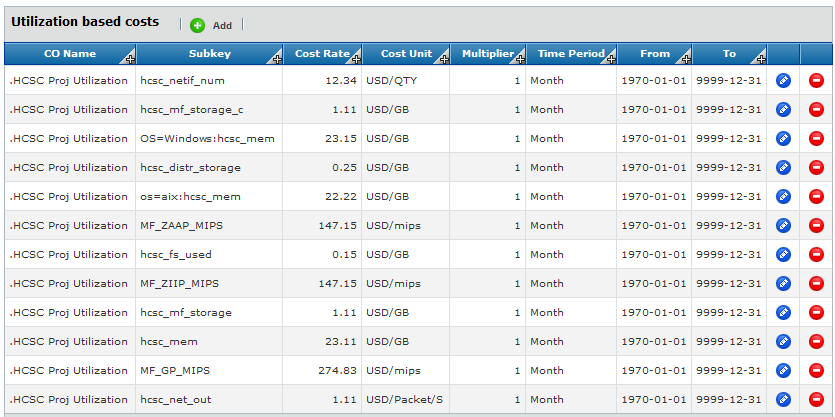 Utilization based costs Add
CO Name Subkey Cost Rate Cost Unit Multiplier Time Period From To
.HCSC Proj Utilization hcsc_netif_num 12.34 USD/QTY 1 Month 1970-01-01 9999-12-31
.HCSC Proj Utilization hcsc_mf_storage_c 1.11 USD/GB 1 Month 1970-01-01 9999-12-31
.HCSC Proj Utilization OS=Windows:hcsc_mem 23.15 USD/GB 1 Month 1970-01-01 9999-12-31
.HCSC Proj Utilization hcsc_distr_storage 0.25 USD/GB 1 Month 1970-01-01 9999-12-31
.HCSC Proj Utilization os=aix:hcsc_mem 22.22 USD/GB 1 Month 1970-01-01 9999-12-31
.HCSC Proj Utilization MF_ZAAP_MIPS 147.15 USD/mips 1 Month 1970-01-01 9999-12-31
.HCSC Proj Utilization hcsc_fs_used 0.15 USD/GB 1 Month 1970-01-01 9999-12-31
.HCSC Proj Utilization MF_ZIIP_MIPS 147.15 USD/mips 1 Month 1970-01-01 9999-12-31
.HCSC Proj Utilization hcsc_mf_storage 1.11 USD/GB 1 Month 1970-01-01 9999-12-31
.HCSC Proj Utilization hcsc_mem 23.11 USD/GB 1 Month 1970-01-01 9999-12-31
.HCSC Proj Utilization MF_GP_MIPS 274.83 USD/mips 1 Month 1970-01-01 9999-12-31
.HCSC Proj Utilization hcsc_net_out 1.11 USD/Packet/S 1 Month 1970-01-01 9999-12-31